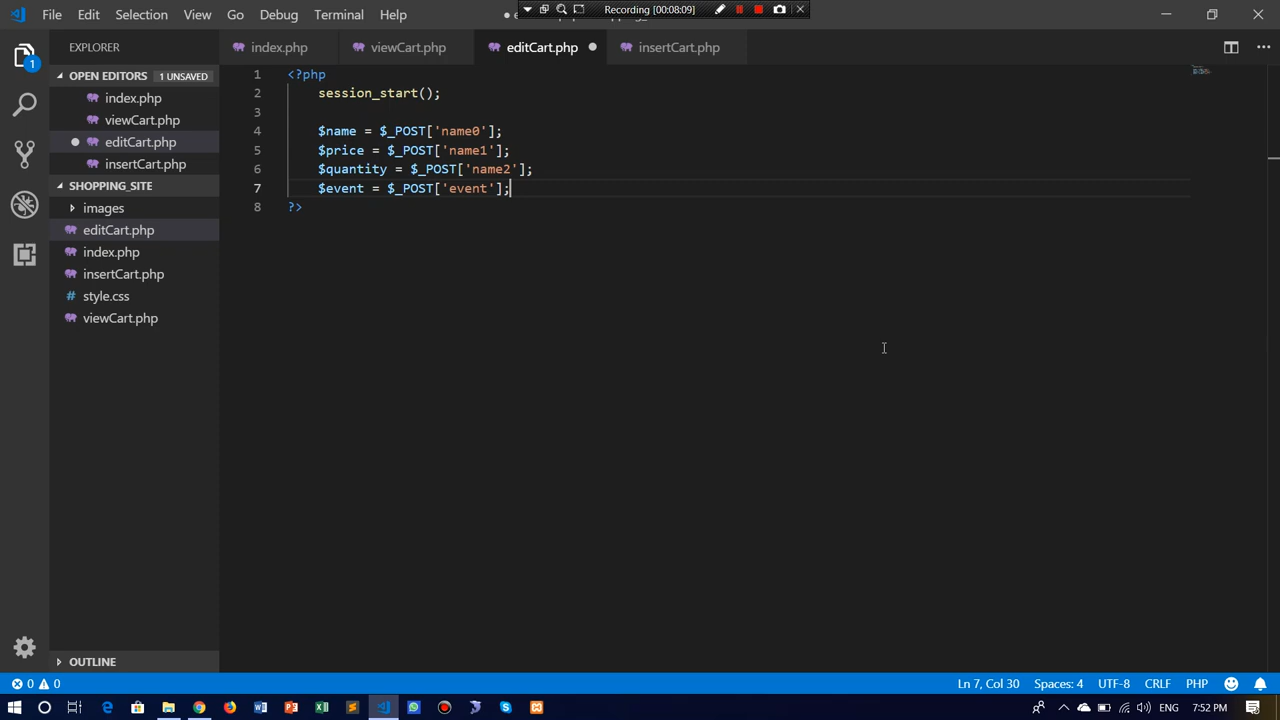 File Edit Selection View Go Debug Terminal Help
Recording [00:08:09]
EXPLORER
index.php viewCart.php editCart.php insertCart.php
OPEN EDITORS 1 UNSAVED
index.php
viewCart.php
editCart.php
insertCart.php
SHOPPING_SITE
images
editCart.php
index.php
insertCart.php
style.css
viewCart.php
OUTLINE
1 <?php
2 session_start();
3
4 $name = $_POST['name0'];
5 $price = $_POST['name1'];
6 $quantity = $_POST['name2'];
7 $event = $_POST['event'];
8 ?>
0 0 Ln 7, Col 30 Spaces: 4 UTF-8 CRLF PHP
ENG 7:52 PM